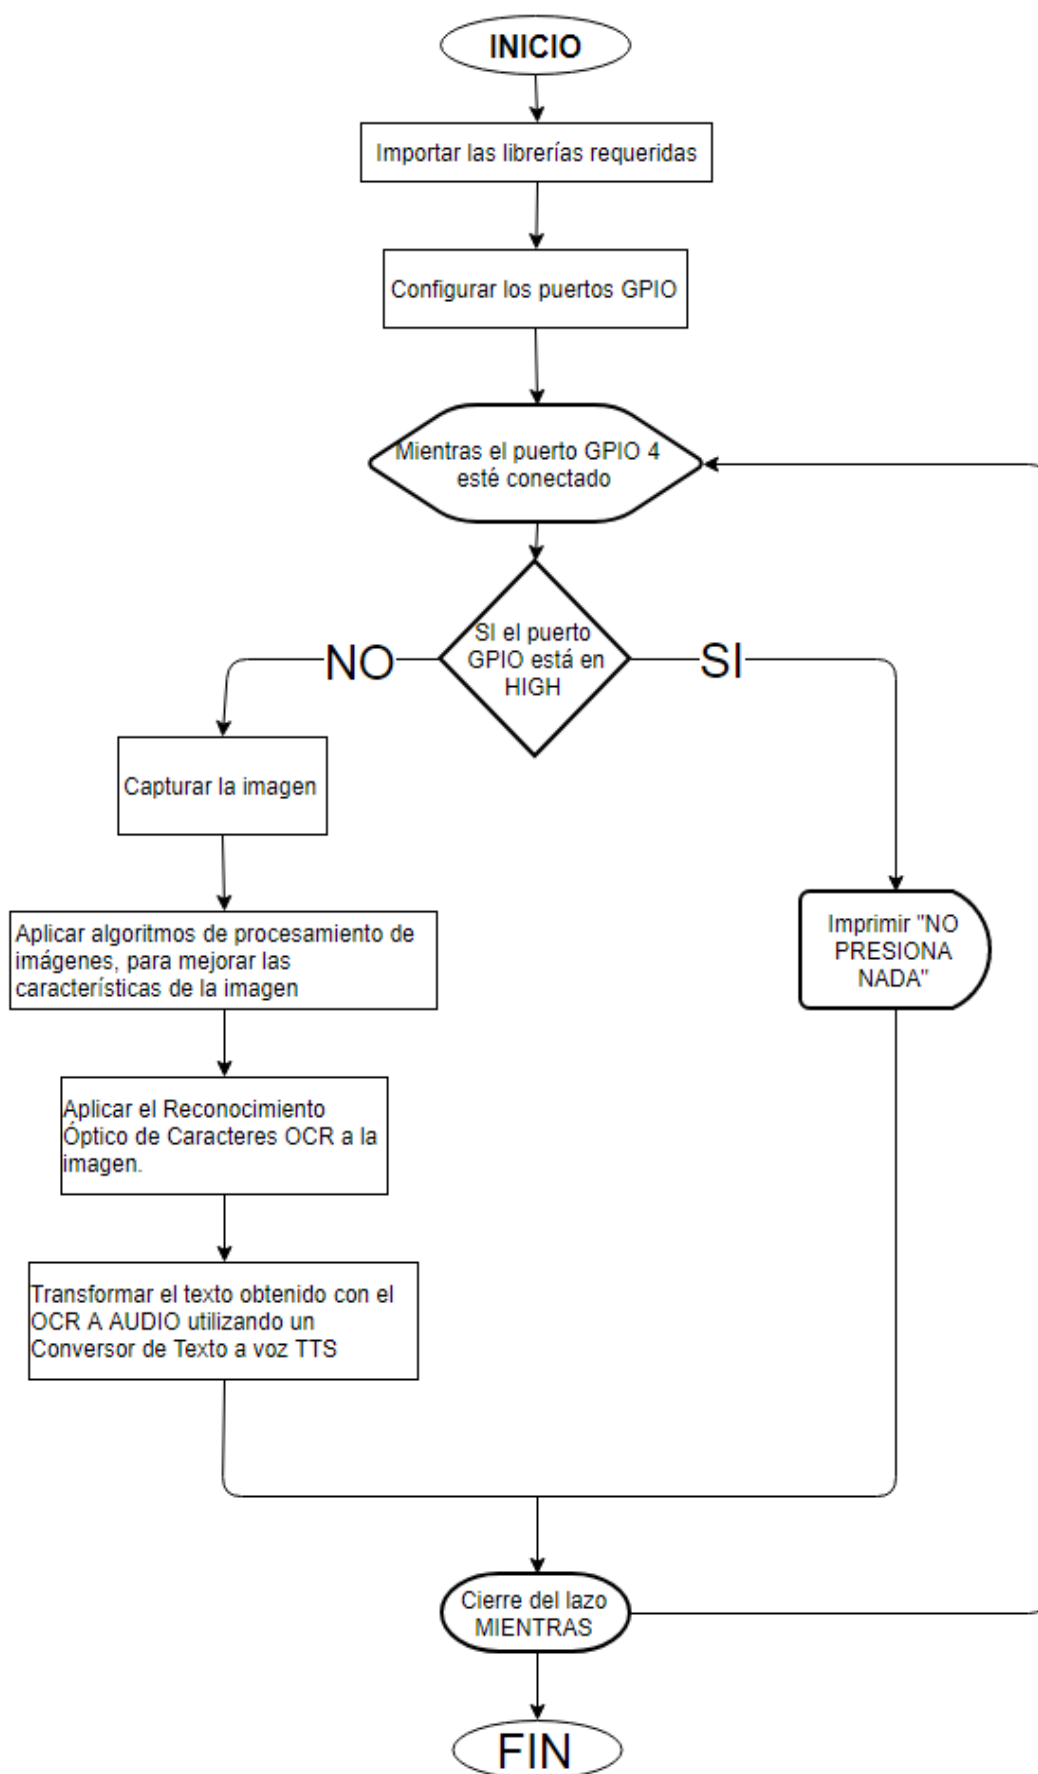 INICIO
Importar las librerías requeridas
Configurar los puertos GPIO
Mientras el puerto GPIO 4
esté conectado
SI el puerto
GPIO está en
HIGH
NO
SI
Capturar la imagen
Aplicar algoritmos de procesamiento de
imágenes, para mejorar las
características de la imagen
Imprimir "NO
PRESIONA
NADA"
Aplicar el Reconocimiento
Óptico de Caracteres OCR a la
imagen.
Transformar el texto obtenido con el
OCR A AUDIO utilizando un
Conversor de Texto a voz TTS
Cierre del lazo
MIENTRAS
FIN